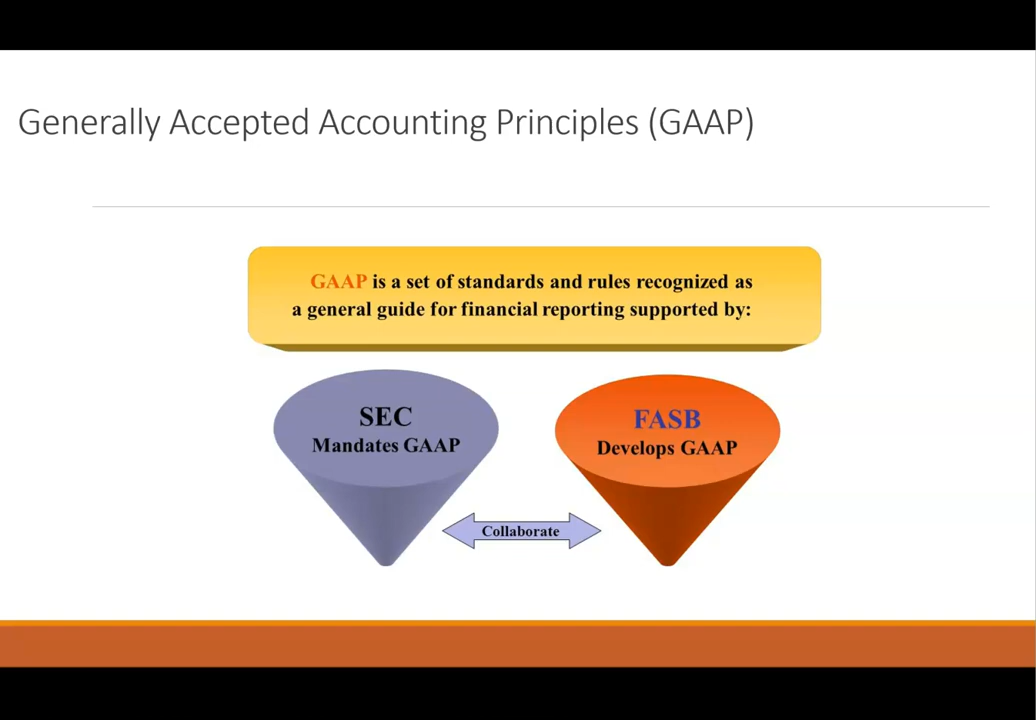 Generally Accepted Accounting Principles (GAAP)
GAAP is a set of standards and rules recognized as
a general guide for financial reporting supported by:
SEC
Mandates GAAP
FASB
Develops GAAP
Collaborate